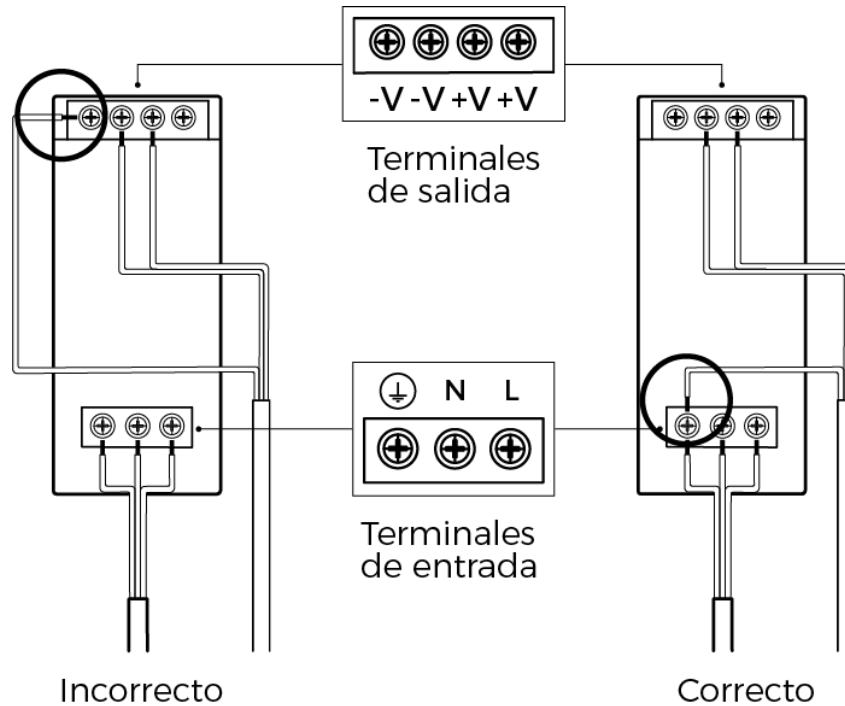 -V -V +V +V
Terminales
de salida
N L
Terminales
de entrada
Incorrecto
Correcto